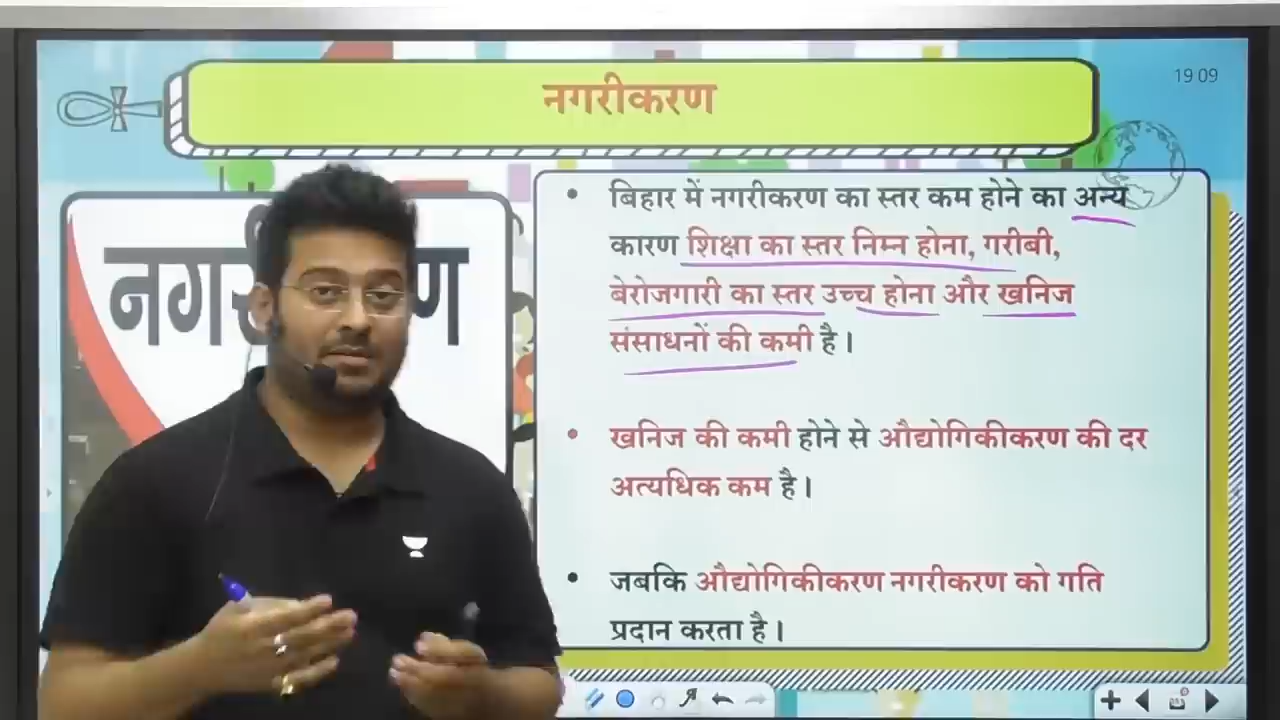 नगरीकरण
19 09
बिहार में नगरीकरण का स्तर कम होने का अन्य
कारण शिक्षा का स्तर निम्न होना, गरीबी,
बेरोजगारी का स्तर उच्च होना और खनिज
संसाधनों की कमी है।
खनिज की कमी होने से औद्योगिकीकरण की दर
अत्यधिक कम है।
जबकि औद्योगिकीकरण नगरीकरण को गति
प्रदान करता है।